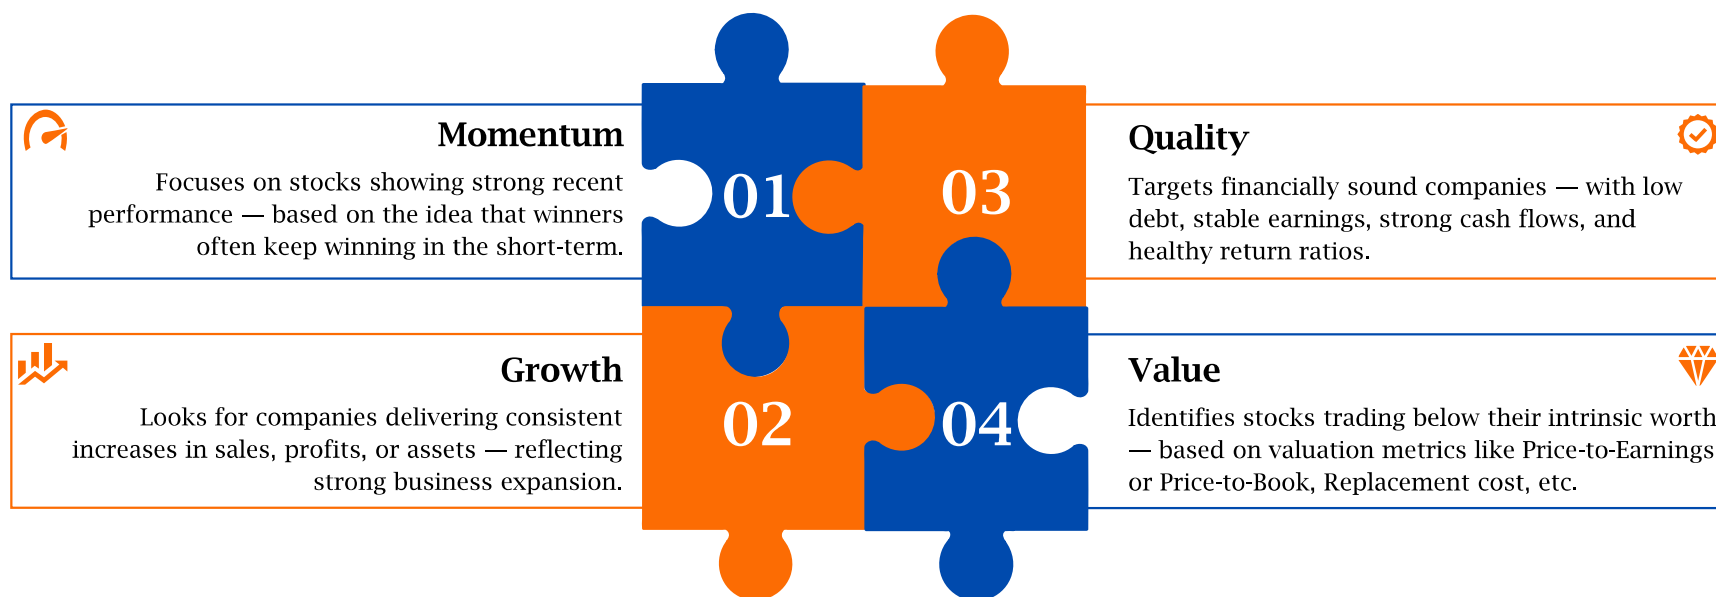 Momentum
Focuses on stocks showing strong recent
performance — based on the idea that winners
often keep winning in the short-term.
01
Growth
Looks for companies delivering consistent
increases in sales, profits, or assets — reflecting
strong business expansion.
02
03
Quality
Targets financially sound companies — with low
debt, stable earnings, strong cash flows, and
healthy return ratios.
04
Value
Identifies stocks trading below their intrinsic worth
— based on valuation metrics like Price-to-Earnings
or Price-to-Book, Replacement cost, etc.